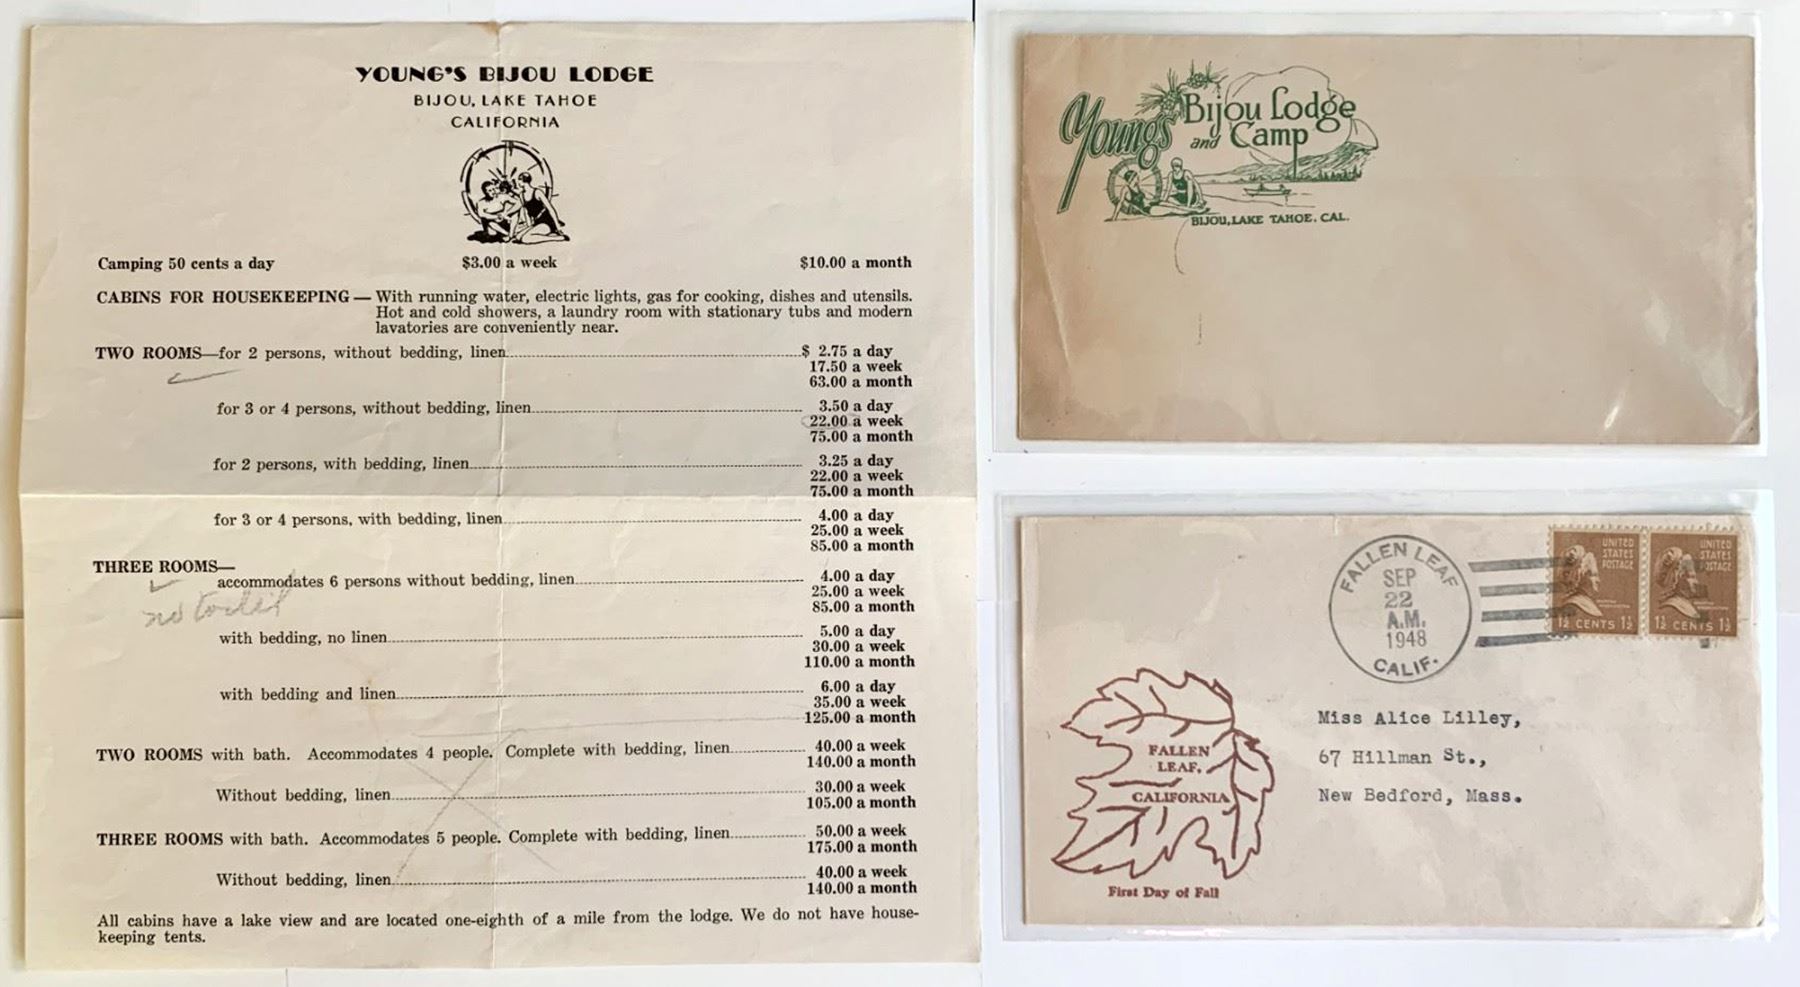 YOUNG'S BIJOU LODGE
BIJOU, LAKE TAHOE
CALIFORNIA
Camping 50 cents a day $3.00 a week $10.00 a month
CABINS FOR HOUSEKEEPING — With running water, electric lights, gas for cooking, dishes and utensils.
Hot and cold showers, a laundry room with stationary tubs and modern
lavatories are conveniently near.
TWO ROOMS—for 2 persons, without bedding, linen $ 2.75 a day
17.50 a week
63.00 a month
for 3 or 4 persons, without bedding, linen 3.50 a day
22.00 a week
75.00 a month
for 2 persons, with bedding, linen 3.25 a day
22.00 a week
75.00 a month
for 3 or 4 persons, with bedding, linen 4.00 a day
25.00 a week
85.00 a month
THREE ROOMS—
accommodates 6 persons without bedding, linen 4.00 a day
25.00 a week
85.00 a month
no toilet
with bedding, no linen 5.00 a day
30.00 a week
110.00 a month
with bedding and linen 6.00 a day
35.00 a week
125.00 a month
TWO ROOMS with bath. Accommodates 4 people. Complete with bedding, linen 40.00 a week
140.00 a month
Without bedding, linen 30.00 a week
105.00 a month
THREE ROOMS with bath. Accommodates 5 people. Complete with bedding, linen 50.00 a week
175.00 a month
Without bedding, linen 40.00 a week
140.00 a month
All cabins have a lake view and are located one-eighth of a mile from the lodge. We do not have house-
keeping tents.
Young's Bijou Lodge
and Camp
BIJOU, LAKE TAHOE, CAL.
FALLEN LEAF
SEP
22
A.M.
1948
CALIF.
UNITED
STATES
POSTAGE
1½ CENTS 1½
UNITED
STATES
POSTAGE
1½ CENTS 1½
Miss Alice Lilley,
67 Hillman St.,
New Bedford, Mass.
FALLEN
LEAF,
CALIFORNIA
First Day of Fall